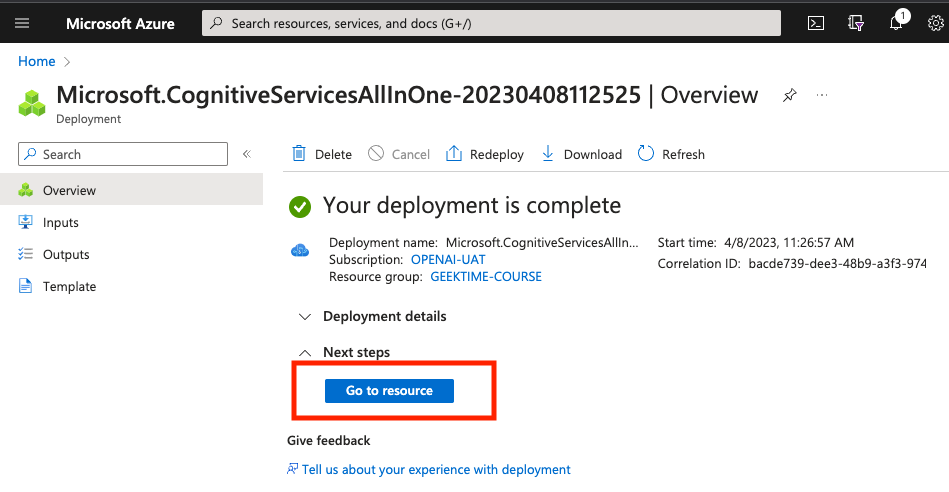 Microsoft Azure
Search resources, services, and docs (G+/)
1
Home
Microsoft.CognitiveServicesAllInOne-20230408112525 | Overview
Deployment
Search
Delete
Cancel
Redeploy
Download
Refresh
Overview
Inputs
Outputs
Template
Your deployment is complete
Deployment name: Microsoft.CognitiveServicesAllIn...
Subscription: OPENAI-UAT
Resource group: GEEKTIME-COURSE
Start time: 4/8/2023, 11:26:57 AM
Correlation ID: bacde739-dee3-48b9-a3f3-974
Deployment details
Next steps
Go to resource
Give feedback
Tell us about your experience with deployment